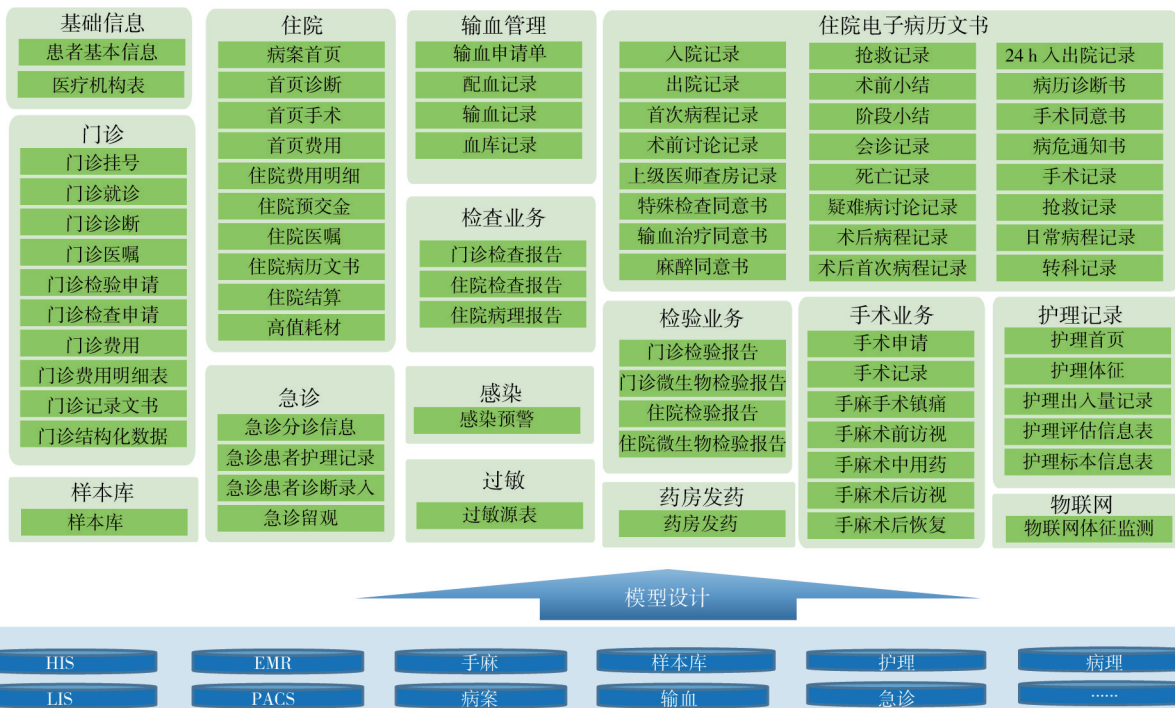 基础信息
患者基本信息
医疗机构表
门诊
门诊挂号
门诊就诊
门诊诊断
门诊医嘱
门诊检验申请
门诊检查申请
门诊费用
门诊费用明细表
门诊记录文书
门诊结构化数据
样本库
样本库
住院
病案首页
首页诊断
首页手术
首页费用
住院费用明细
住院预交金
住院医嘱
住院病历文书
住院结算
高值耗材
急诊
急诊分诊信息
急诊患者护理记录
急诊患者诊断录入
急诊留观
输血管理
输血申请单
配血记录
输血记录
血库记录
检查业务
门诊检查报告
住院检查报告
住院病理报告
感染
感染预警
过敏
过敏源表
住院电子病历文书
入院记录
出院记录
首次病程记录
术前讨论记录
上级医师查房记录
特殊检查同意书
输血治疗同意书
麻醉同意书
抢救记录
术前小结
阶段小结
会诊记录
死亡记录
疑难病讨论记录
术后病程记录
术后首次病程记录
24 h 入出院记录
病历诊断书
手术同意书
病危通知书
手术记录
抢救记录
日常病程记录
转科记录
检验业务
门诊检验报告
门诊微生物检验报告
住院检验报告
住院微生物检验报告
药房发药
药房发药
手术业务
手术申请
手术记录
手麻手术镇痛
手麻术前访视
手麻术中用药
手麻术后访视
手麻术后恢复
护理记录
护理首页
护理体征
护理出入量记录
护理评估信息表
护理标本信息表
物联网
物联网体征监测
模型设计
HIS
EMR
手麻
样本库
护理
病理
LIS
PACS
病案
输血
急诊
……